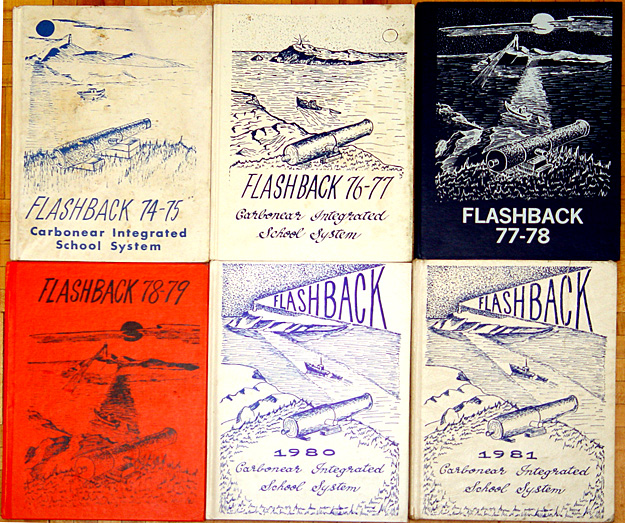 FLASHBACK 74-75
Carbonear Integrated
School System
FLASHBACK 76-77
Carbonear Integrated
School System
FLASHBACK
77-78
FLASHBACK 78-79
FLASHBACK
1980
Carbonear Integrated
School System
FLASHBACK
1981
Carbonear Integrated
School System